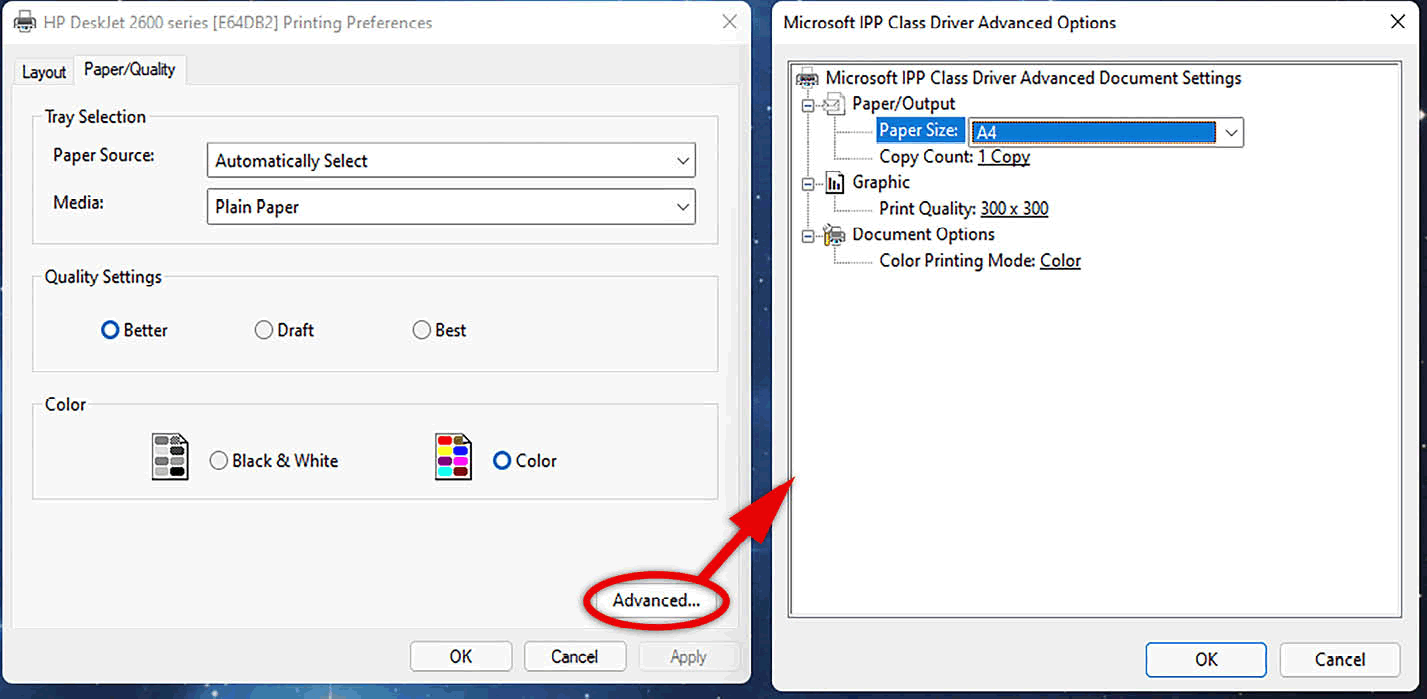 HP DeskJet 2600 series [E64DB2] Printing Preferences
Layout
Paper/Quality
Tray Selection
Paper Source:
Automatically Select
Media:
Plain Paper
Quality Settings
Better
Draft
Best
Color
Black & White
Color
Advanced...
OK
Cancel
Apply
Microsoft IPP Class Driver Advanced Options
Microsoft IPP Class Driver Advanced Document Settings
Paper/Output
Paper Size: A4
Copy Count: 1 Copy
Graphic
Print Quality: 300 x 300
Document Options
Color Printing Mode: Color
OK
Cancel